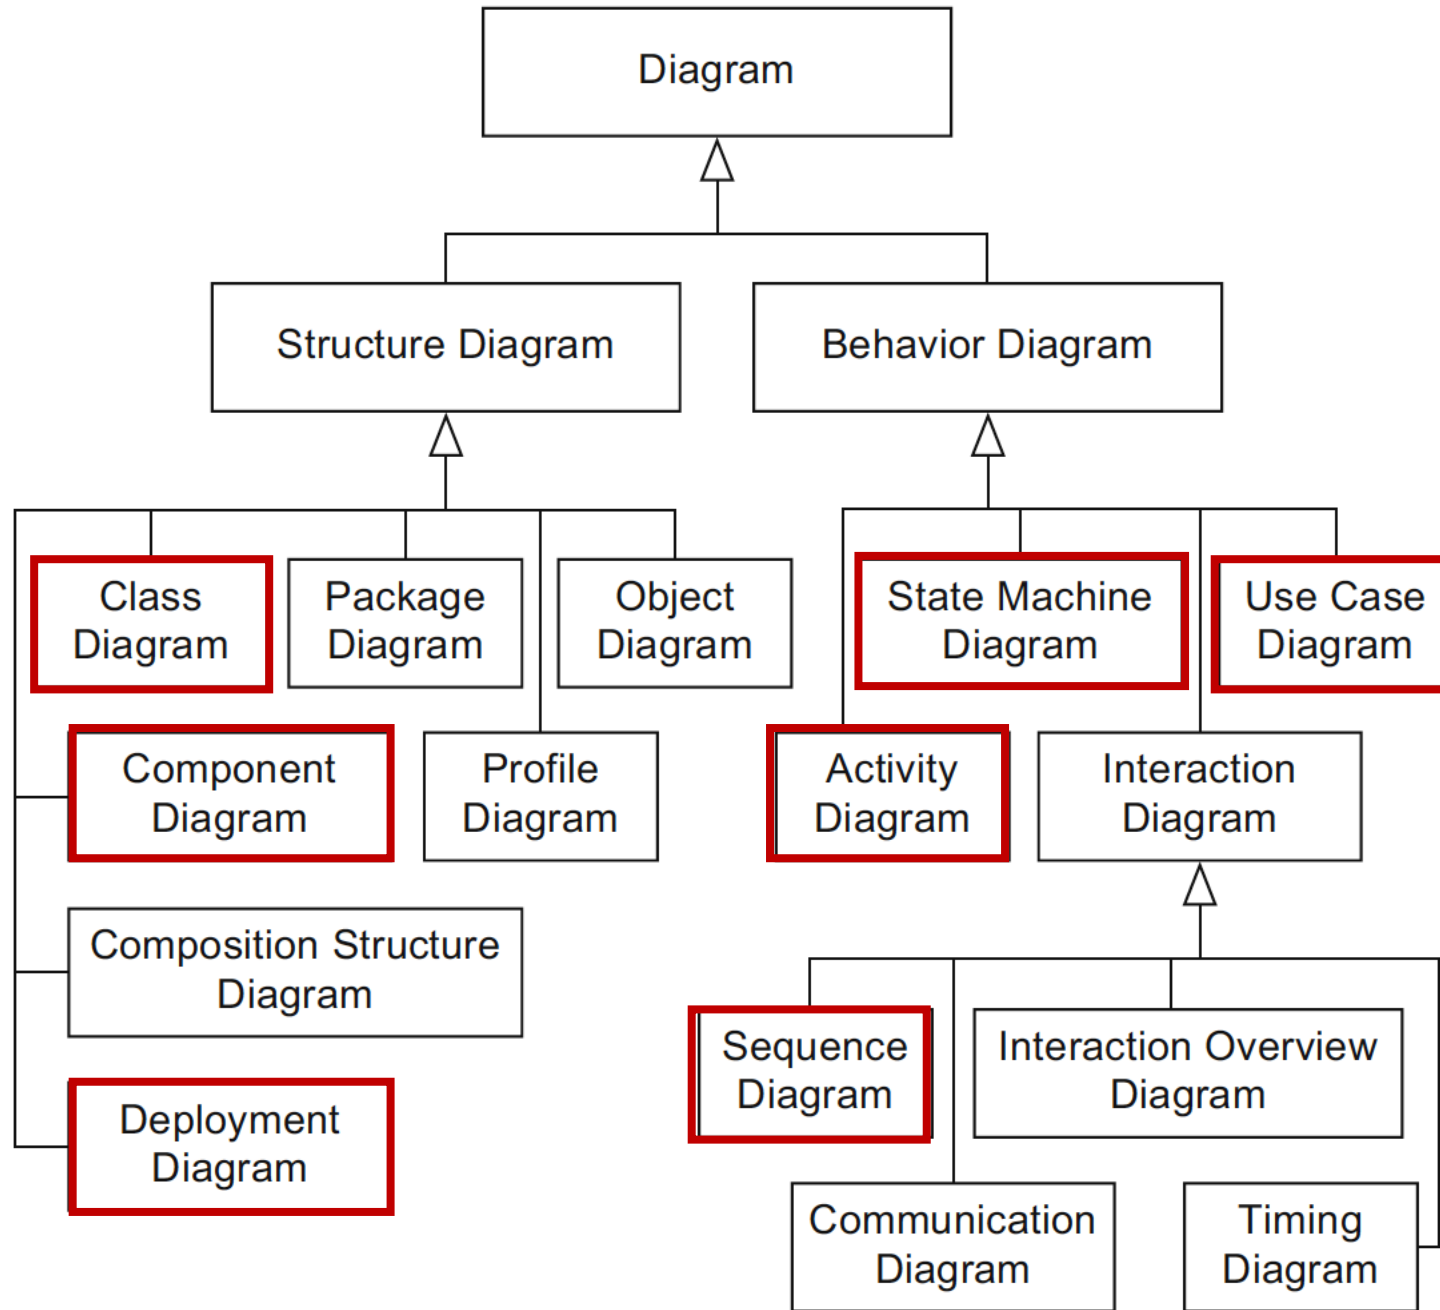 Diagram
Structure Diagram
Behavior Diagram
Class
Diagram
Package
Diagram
Object
Diagram
State Machine
Diagram
Use Case
Diagram
Component
Diagram
Profile
Diagram
Activity
Diagram
Interaction
Diagram
Composition Structure
Diagram
Sequence
Diagram
Interaction Overview
Diagram
Deployment
Diagram
Communication
Diagram
Timing
Diagram